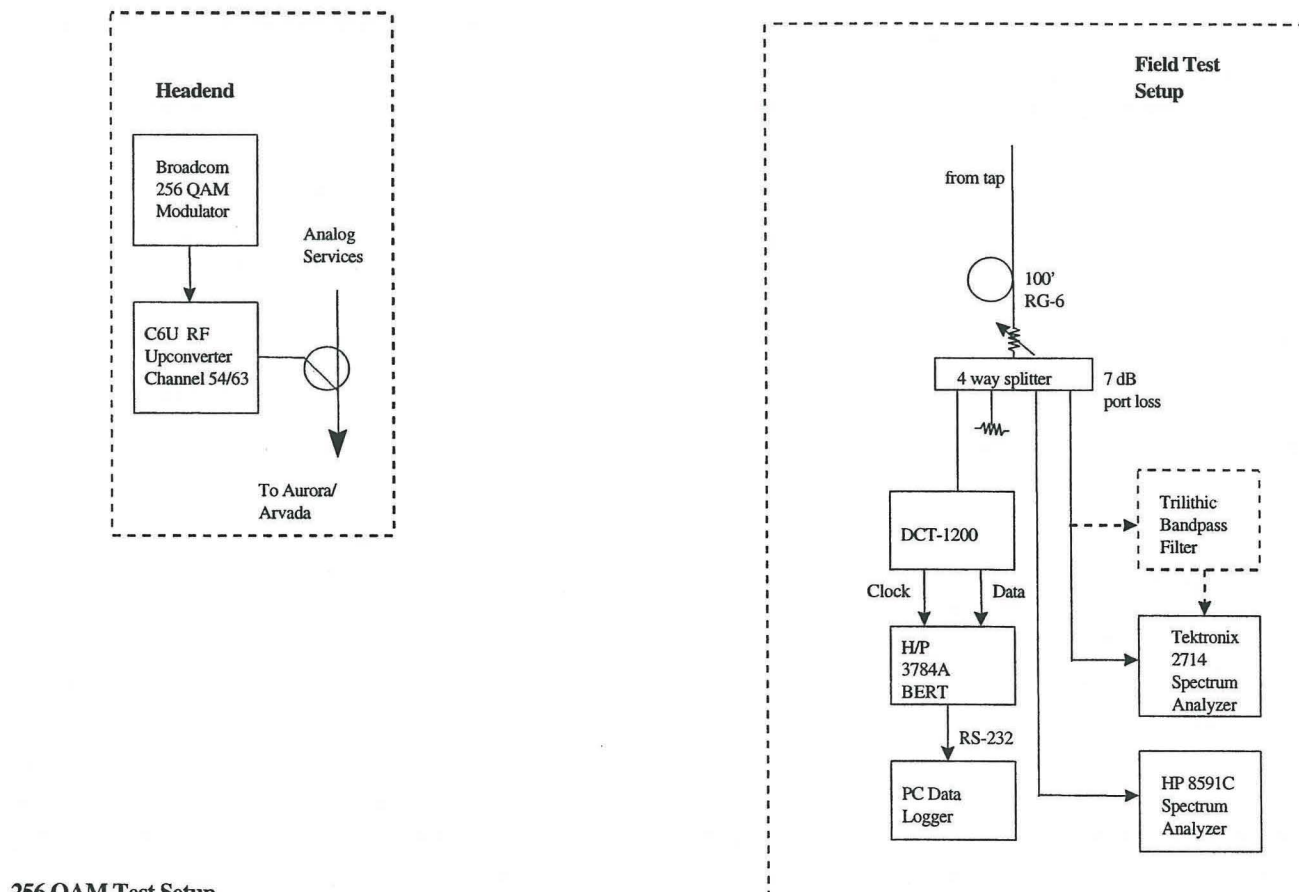 Headend
Broadcom
256 QAM
Modulator
Analog
Services
C6U RF
Upconverter
Channel 54/63
To Aurora/
Arvada
Field Test
Setup
from tap
100'
RG-6
4 way splitter
7 dB
port loss
Trilithic
Bandpass
Filter
DCT-1200
Clock
Data
H/P
3784A
BERT
Tektronix
2714
Spectrum
Analyzer
RS-232
PC Data
Logger
HP 8591C
Spectrum
Analyzer
256 QAM Test Setup